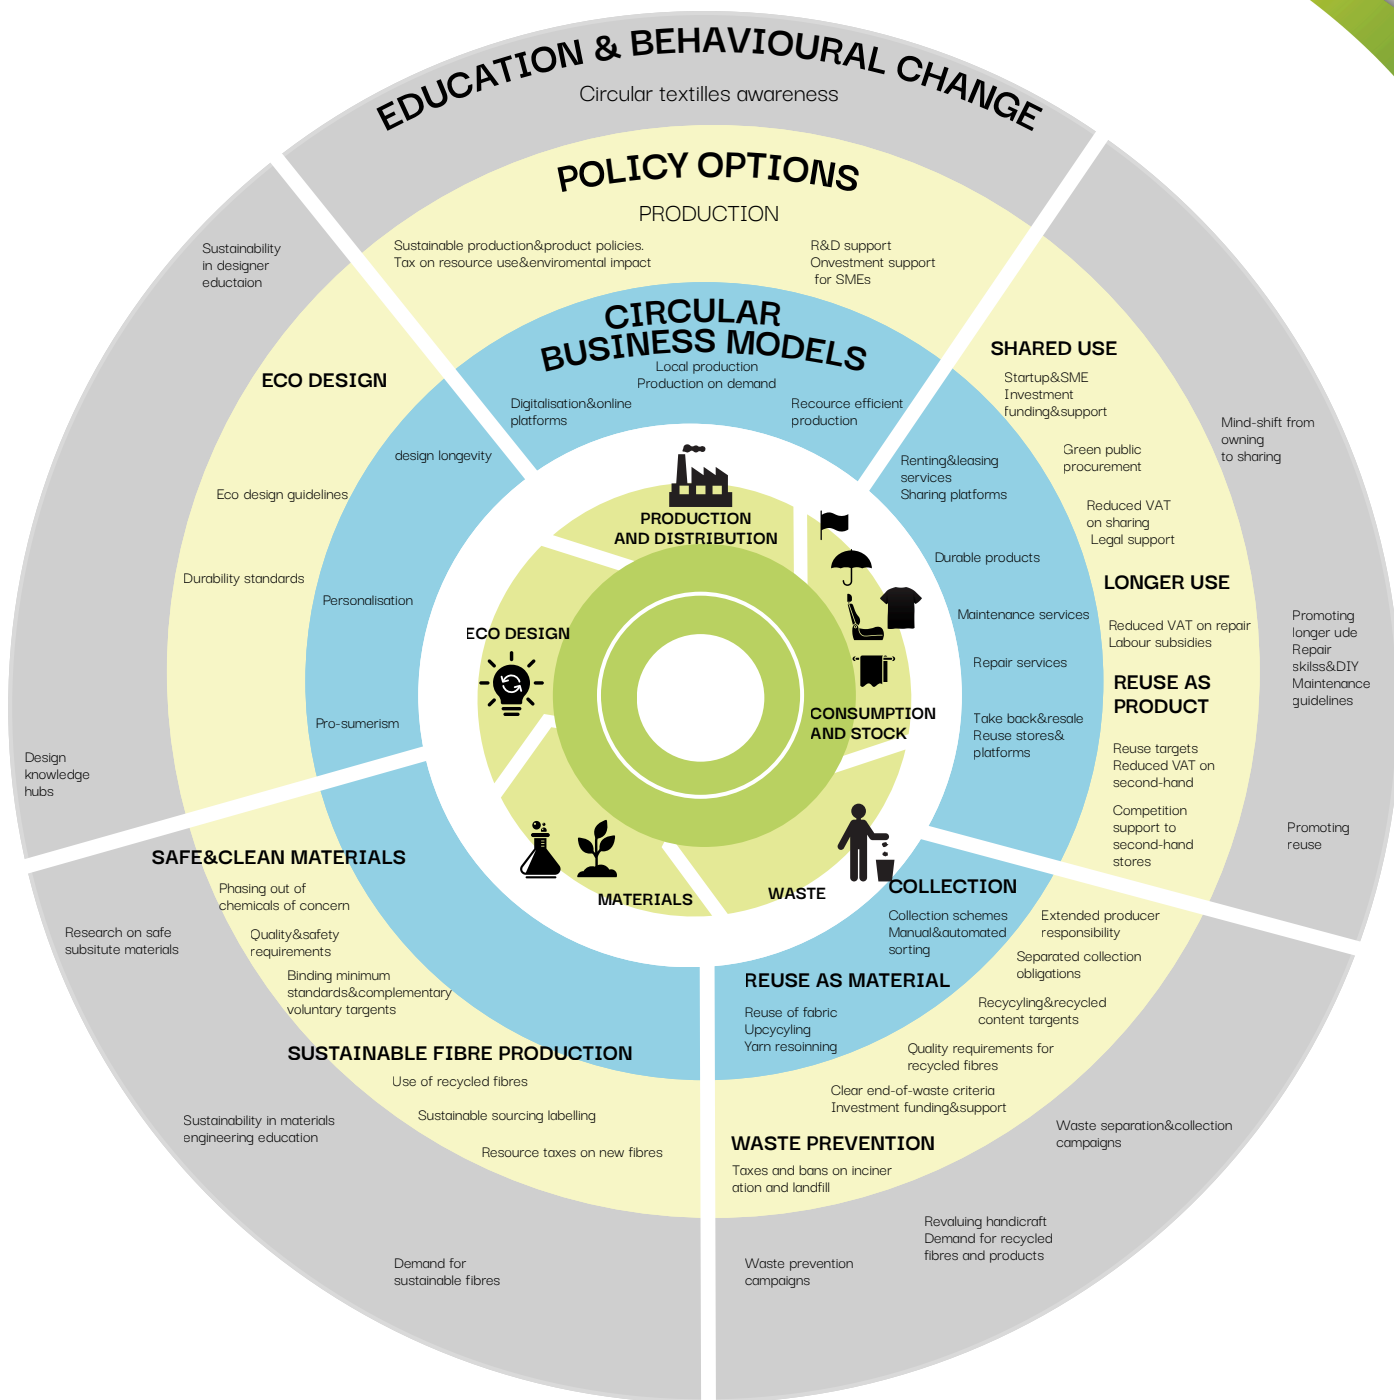 EDUCATION & BEHAVIOURAL CHANGE
Circular textilles awareness
POLICY OPTIONS
PRODUCTION
Sustainable production&product policies.
Tax on resource use&enviromental impact
R&D support
Onvestment support
for SMEs
CIRCULAR
BUSINESS MODELS
Local production
Production on demand
Digitalisation&online
platforms
Recource efficient
production
Sustainability
in designer
eductaion
ECO DESIGN
design longevity
Eco design guidelines
Durability standards
Personalisation
Pro-sumerism
Design
knowledge
hubs
SHARED USE
Startup&SME
Investment
funding&support
Green public
procurement
Reduced VAT
on sharing
Legal support
Mind-shift from
owning
to sharing
Renting&leasing
services
Sharing platforms
Durable products
Maintenance services
Repair services
Take back&resale
Reuse stores&
platforms
LONGER USE
Reduced VAT on repair
Labour subsidies
REUSE AS
PRODUCT
Reuse targets
Reduced VAT on
second-hand
Competition
support to
second-hand
stores
Promoting
longer ude
Repair
skilss&DIY
Maintenance
guidelines
Promoting
reuse
PRODUCTION
AND DISTRIBUTION
ECO DESIGN
CONSUMPTION
AND STOCK
MATERIALS
WASTE
SAFE&CLEAN MATERIALS
Phasing out of
chemicals of concern
Quality&safety
requirements
Binding minimum
standards&complementary
voluntary targents
Research on safe
subsitute materials
SUSTAINABLE FIBRE PRODUCTION
Use of recycled fibres
Sustainable sourcing labelling
Resource taxes on new fibres
Sustainability in materials
engineering education
Demand for
sustainable fibres
COLLECTION
Collection schemes
Manual&automated
sorting
REUSE AS MATERIAL
Reuse of fabric
Upcycyling
Yarn resoinning
Extended producer
responsibility
Separated collection
obligations
Recycyling&recycled
content targents
Quality requirements for
recycled fibres
Clear end-of-waste criteria
Investment funding&support
WASTE PREVENTION
Taxes and bans on inciner
ation and landfill
Waste separation&collection
campaigns
Revaluing handicraft
Demand for recycled
fibres and products
Waste prevention
campaigns